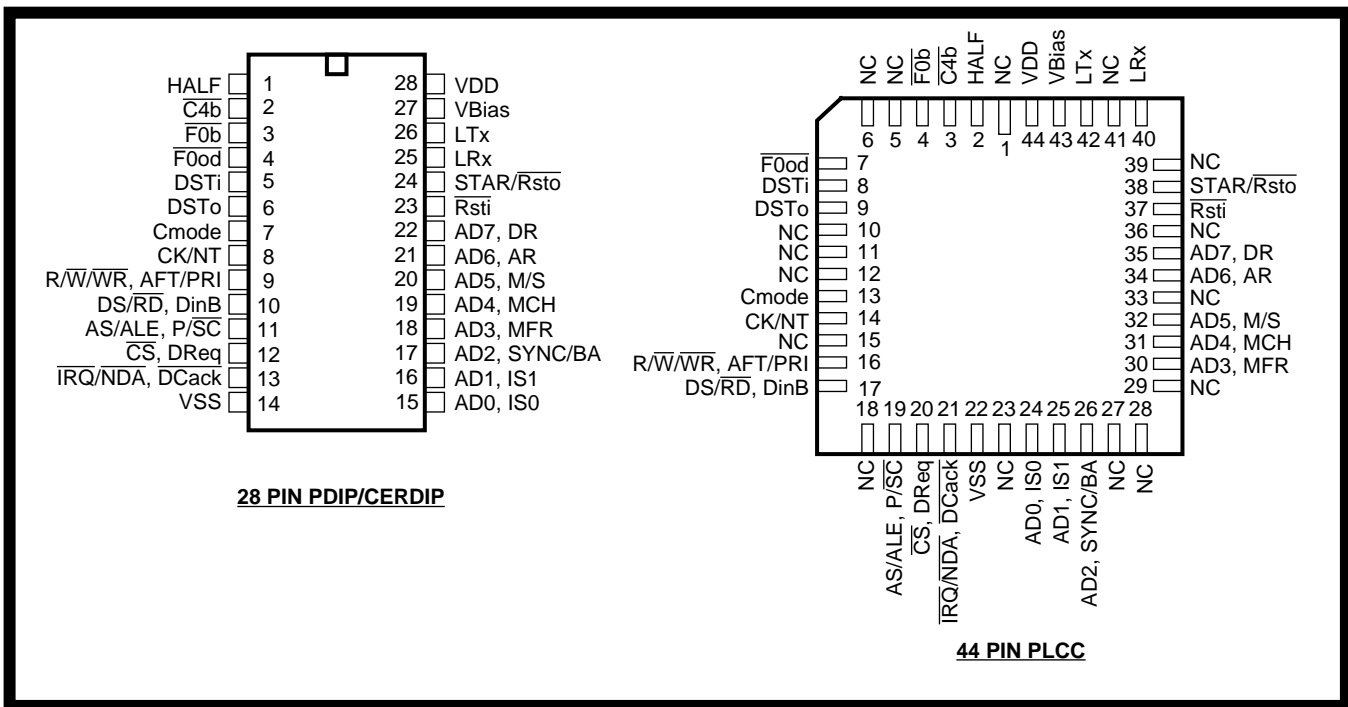 HALF 1 28 VDD
C4b 2 27 VBias
F0b 3 26 LTx
F0od 4 25 LRx
DSTi 5 24 STAR/Rsto
DSTo 6 23 Rsti
Cmode 7 22 AD7, DR
CK/NT 8 21 AD6, AR
R/W/WR, AFT/PRI 9 20 AD5, M/S
DS/RD, DinB 10 19 AD4, MCH
AS/ALE, P/SC 11 18 AD3, MFR
CS, DReq 12 17 AD2, SYNC/BA
IRQ/NDA, DCack 13 16 AD1, IS1
VSS 14 15 AD0, IS0
28 PIN PDIP/CERDIP
NC NC F0b C4b HALF NC VDD VBias LTx NC LRx
6 5 4 3 2 1 44 43 42 41 40
F0od 7 39 NC
DSTi 8 38 STAR/Rsto
DSTo 9 37 Rsti
NC 10 36 NC
NC 11 35 AD7, DR
NC 12 34 AD6, AR
Cmode 13 33 NC
CK/NT 14 32 AD5, M/S
NC 15 31 AD4, MCH
R/W/WR, AFT/PRI 16 30 AD3, MFR
DS/RD, DinB 17 29 NC
18 19 20 21 22 23 24 25 26 27 28
NC
AS/ALE, P/SC
CS, DReq
IRQ/NDA, DCack
VSS
NC
AD0, IS0
AD1, IS1
AD2, SYNC/BA
NC
NC
44 PIN PLCC